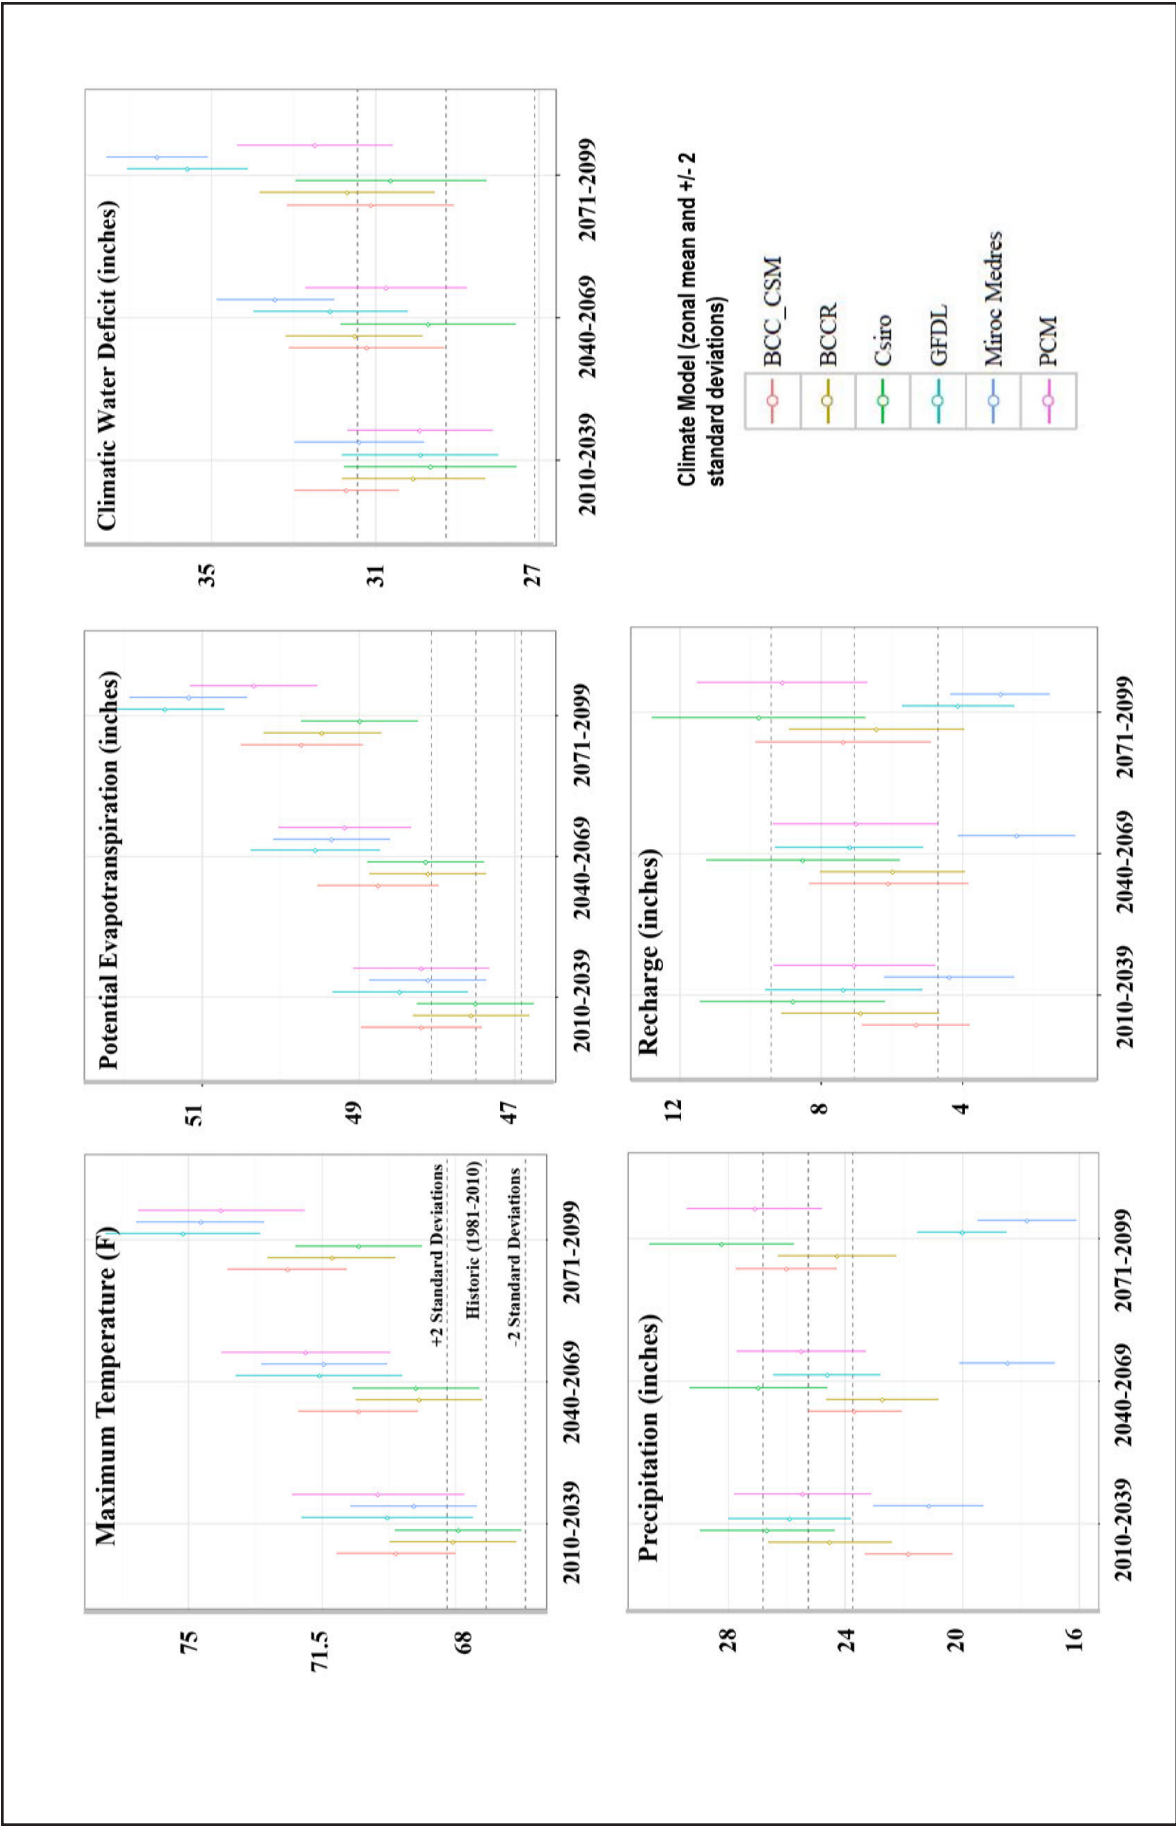 Maximum Temperature (F)
75
71.5
68
+2 Standard Deviations
Historic (1981-2010)
-2 Standard Deviations
2010-2039
2040-2069
2071-2099
Potential Evapotranspiration (inches)
51
49
47
2010-2039
2040-2069
2071-2099
Climatic Water Deficit (inches)
35
31
27
2010-2039
2040-2069
2071-2099
Precipitation (inches)
28
24
20
16
2010-2039
2040-2069
2071-2099
Recharge (inches)
12
8
4
2010-2039
2040-2069
2071-2099
Climate Model (zonal mean and +/- 2
standard deviations)
BCC_CSM
BCCR
Csiro
GFDL
Miroc Medres
PCM